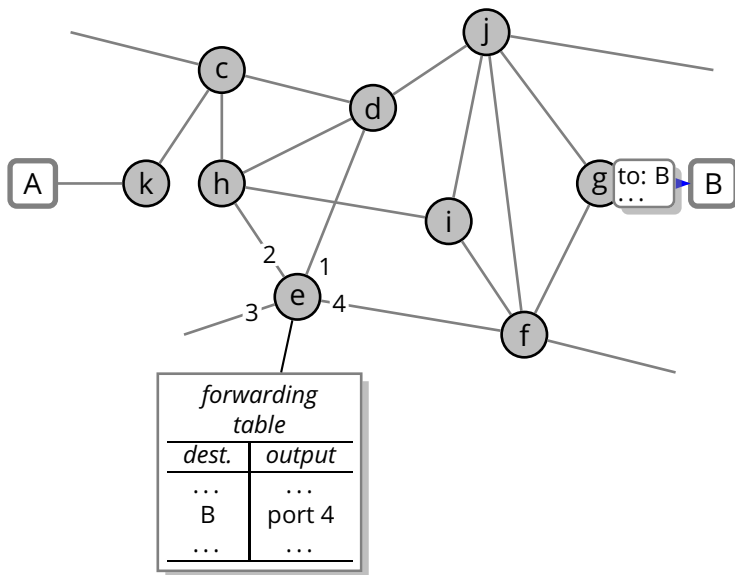 j
c
d
A
k
h
g
to: B
...
B
i
2
1
e
3
4
f
forwarding
table
dest. output
... ...
B port 4
... ...